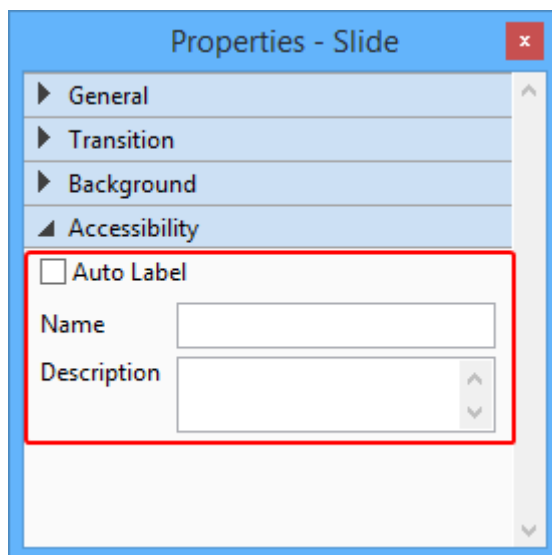 Properties - Slide
x
General
Transition
Background
Accessibility
Auto Label
Name
Description